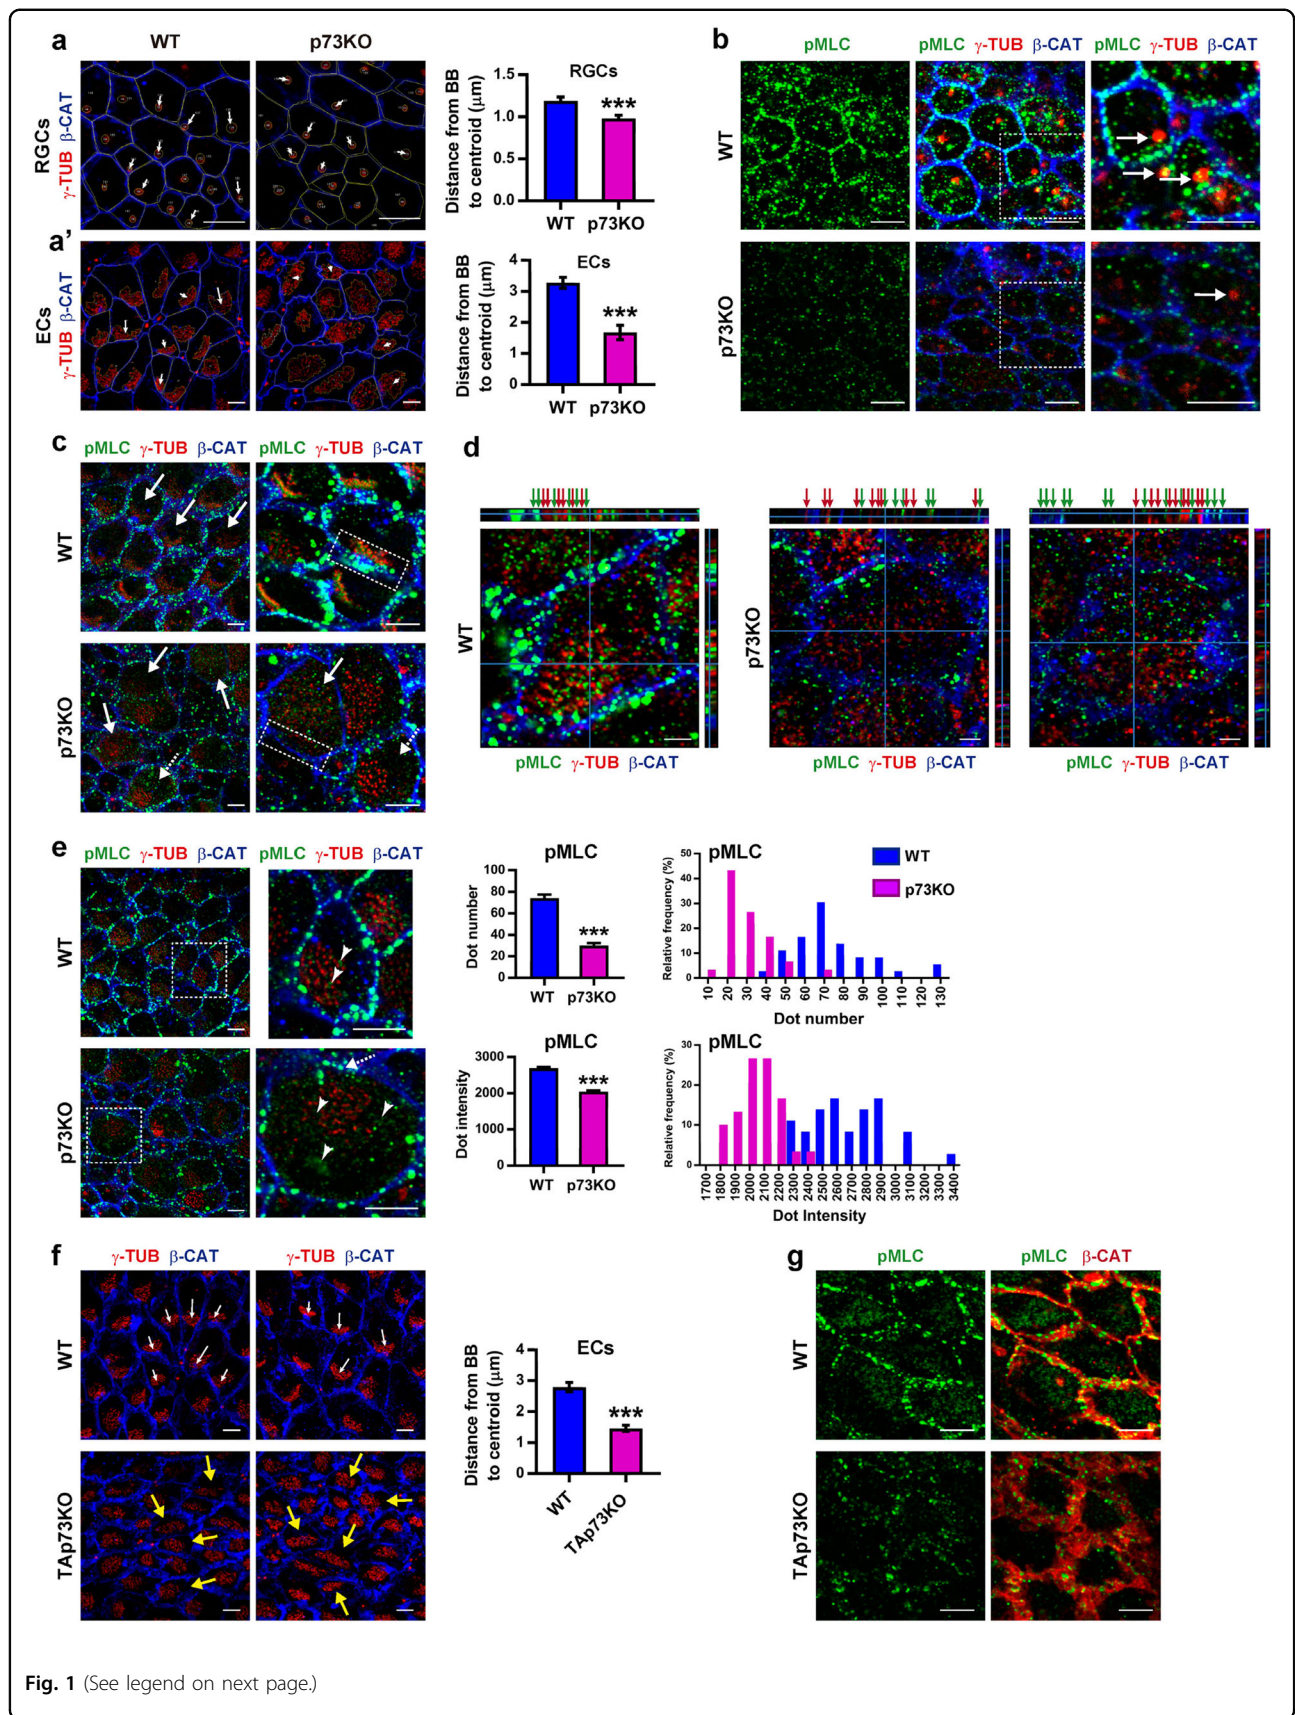 a
WT
p73KO
RGCs
γ-TUB β-CAT
Distance from BB
to centroid (μm)
1.5
1.0
0.5
0.0
RGCs
***
WT p73KO
a'
ECs
γ-TUB β-CAT
Distance from BB
to centroid (μm)
4
3
2
1
0
ECs
***
WT p73KO
b
pMLC
pMLC γ-TUB β-CAT
pMLC γ-TUB β-CAT
WT
p73KO
c
pMLC γ-TUB β-CAT
pMLC γ-TUB β-CAT
WT
p73KO
d
WT
pMLC γ-TUB β-CAT
p73KO
pMLC γ-TUB β-CAT
pMLC γ-TUB β-CAT
e
pMLC γ-TUB β-CAT
pMLC γ-TUB β-CAT
WT
p73KO
pMLC
Dot number
100
80
60
40
20
0
***
WT p73KO
pMLC
Relative frequency (%)
50
40
30
20
10
0
10 20 30 40 50 60 70 80 90 100 110 120 130
Dot number
WT
p73KO
pMLC
Dot intensity
3000
2000
1000
0
***
WT p73KO
pMLC
Relative frequency (%)
30
20
10
0
1700 1800 1900 2000 2100 2200 2300 2400 2500 2600 2700 2800 2900 3100 3200 3300 3400
Dot Intensity
f
γ-TUB β-CAT
γ-TUB β-CAT
WT
TAp73KO
Distance from BB
to centroid (μm)
4
3
2
1
0
ECs
***
WT
TAp73KO
g
pMLC
pMLC β-CAT
WT
TAp73KO
Fig. 1 (See legend on next page.)